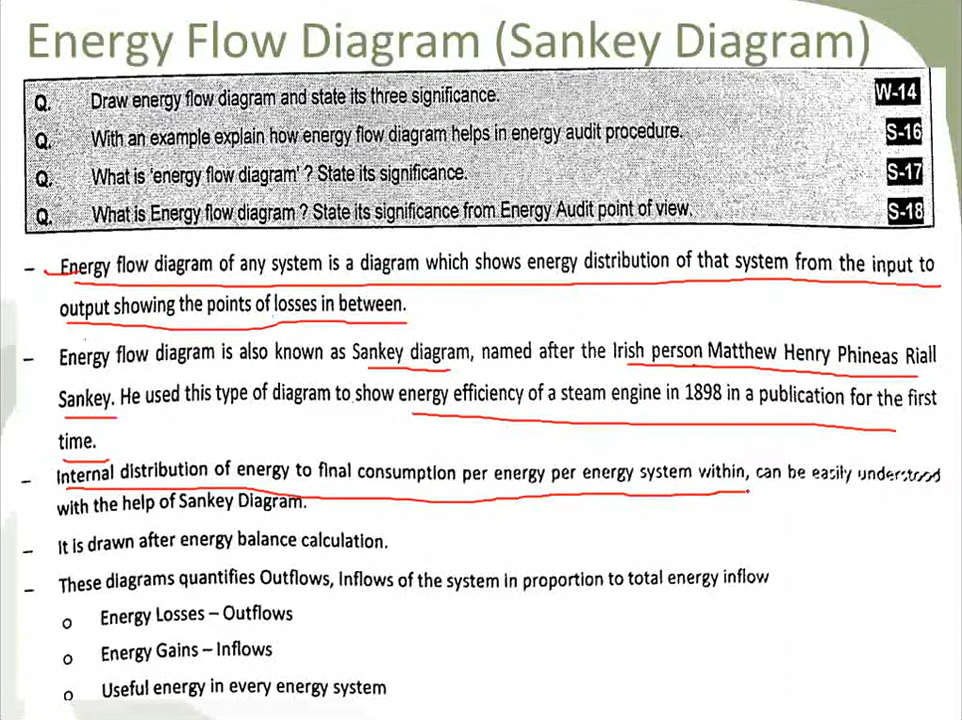 Energy Flow Diagram (Sankey Diagram)
Q. Draw energy flow diagram and state its three significance. W-14
Q. With an example explain how energy flow diagram helps in energy audit procedure. S-16
Q. What is 'energy flow diagram' ? State its significance. S-17
Q. What is Energy flow diagram ? State its significance from Energy Audit point of view. S-18
– Energy flow diagram of any system is a diagram which shows energy distribution of that system from the input to
output showing the points of losses in between.
– Energy flow diagram is also known as Sankey diagram, named after the Irish person Matthew Henry Phineas Riall
Sankey. He used this type of diagram to show energy efficiency of a steam engine in 1898 in a publication for the first
time.
– Internal distribution of energy to final consumption per energy per energy system within, can be easily understood
with the help of Sankey Diagram.
– It is drawn after energy balance calculation.
– These diagrams quantifies Outflows, Inflows of the system in proportion to total energy inflow
o Energy Losses – Outflows
o Energy Gains – Inflows
o Useful energy in every energy system